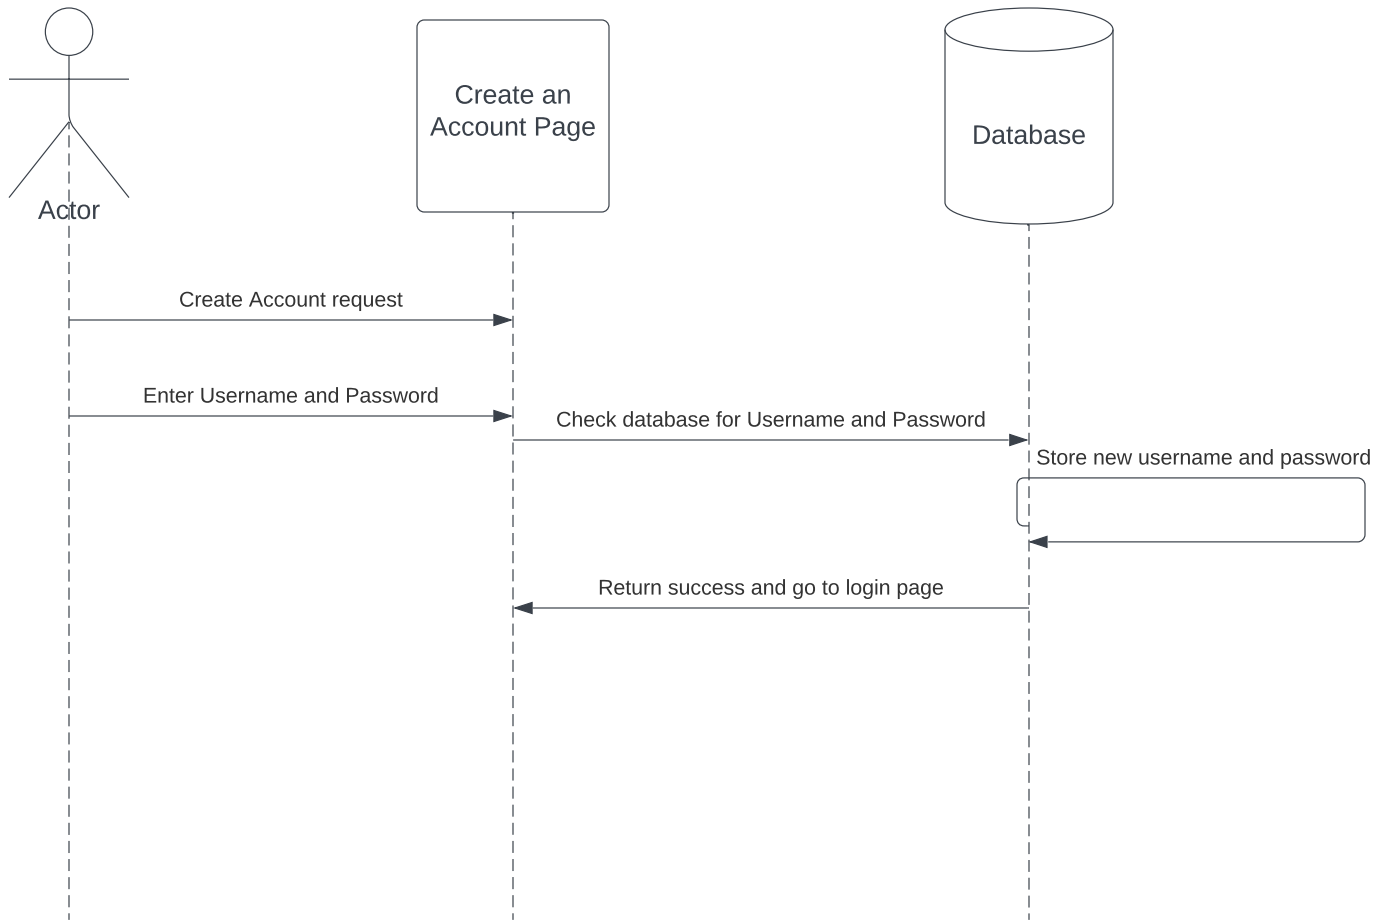 Create an
Account Page
Database
Actor
Create Account request
Enter Username and Password
Check database for Username and Password
Store new username and password
Return success and go to login page